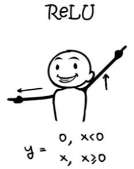 ReLU
y = 0, x<0
x, x≥0